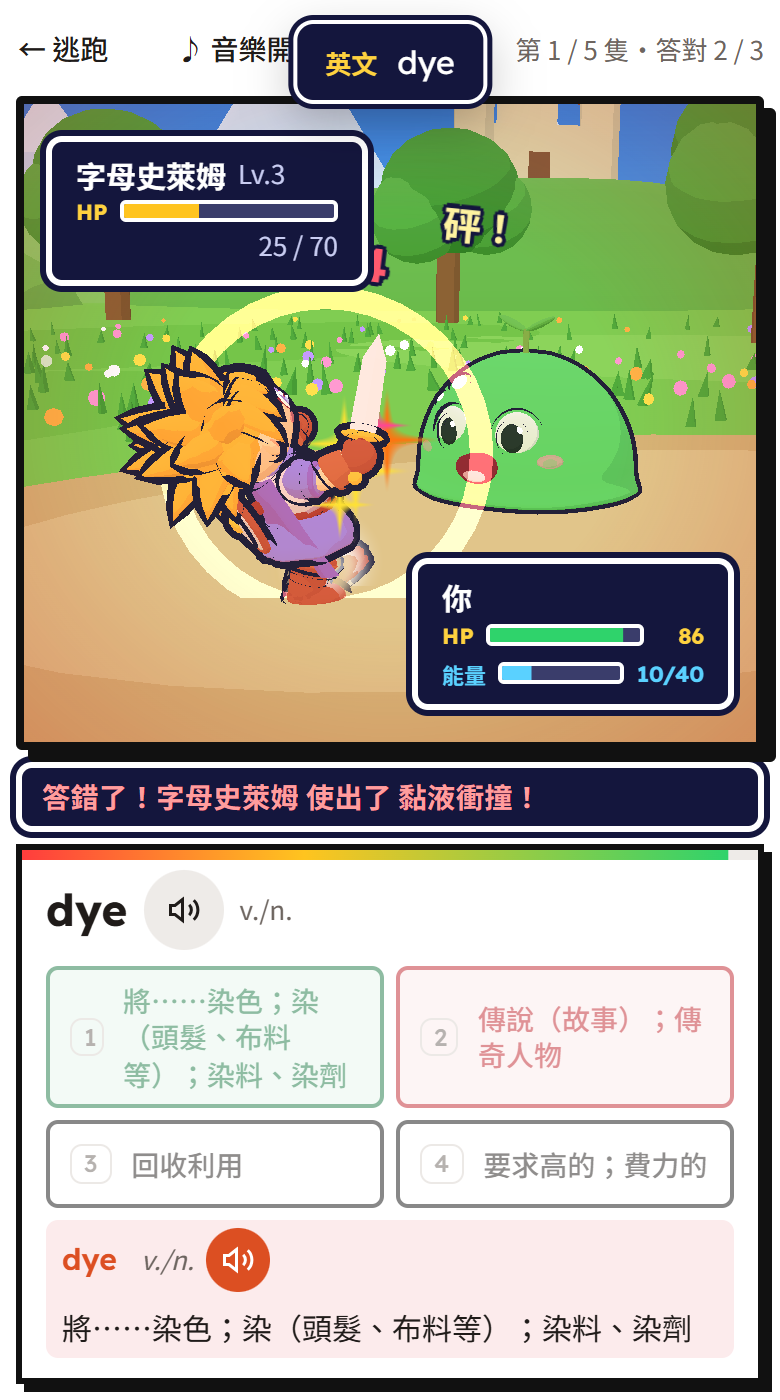 ← 逃跑
♪ 音樂開
英文 dye
第 1 / 5 隻・答對 2 / 3
字母史萊姆 Lv.3
HP
25 / 70
砰！
你
HP 86
能量 10/40
答錯了！字母史萊姆 使出了 黏液衝撞！
dye v./n.
1 將⋯⋯染色；染
（頭髮、布料
等）；染料、染劑
2 傳說（故事）；傳
奇人物
3 回收利用
4 要求高的；費力的
dye v./n.
將⋯⋯染色；染（頭髮、布料等）；染料、染劑